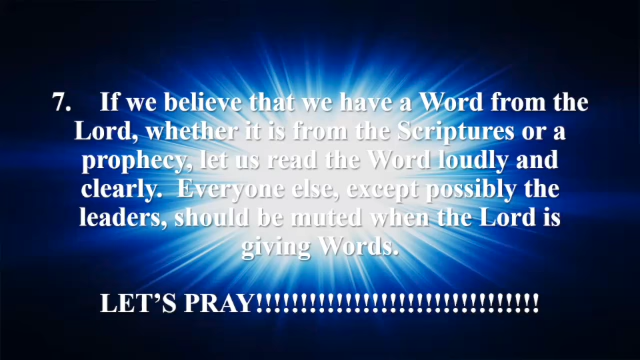 7. If we believe that we have a Word from the
Lord, whether it is from the Scriptures or a
prophecy, let us read the Word loudly and
clearly. Everyone else, except possibly the
leaders, should be muted when the Lord is
giving Words.
LET'S PRAY!!!!!!!!!!!!!!!!!!!!!!!!!!!!!!!!!